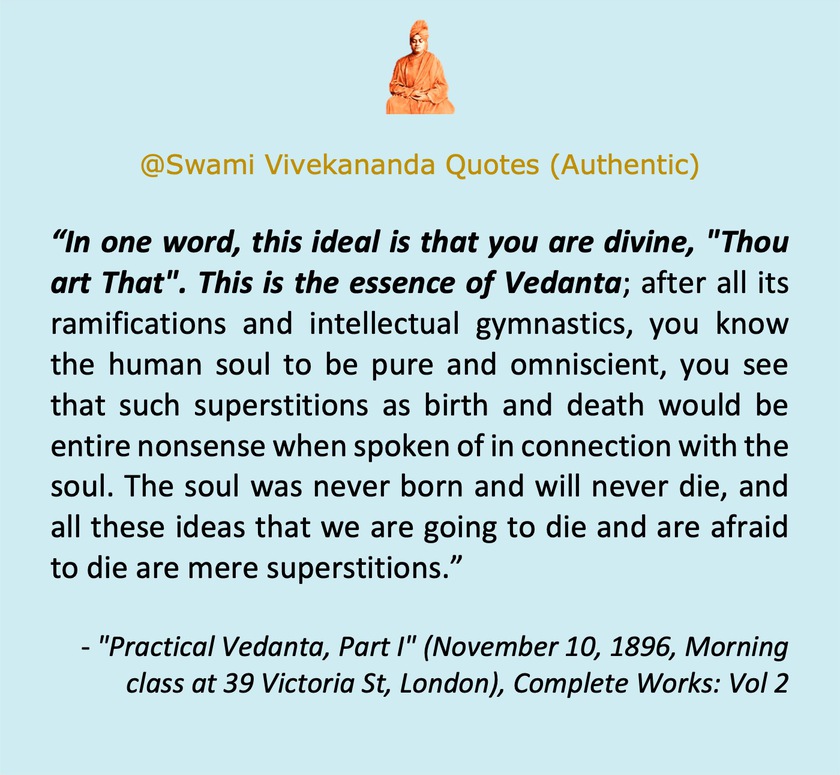 @Swami Vivekananda Quotes (Authentic)
“In one word, this ideal is that you are divine, "Thou
art That". This is the essence of Vedanta; after all its
ramifications and intellectual gymnastics, you know
the human soul to be pure and omniscient, you see
that such superstitions as birth and death would be
entire nonsense when spoken of in connection with the
soul. The soul was never born and will never die, and
all these ideas that we are going to die and are afraid
to die are mere superstitions.”
- "Practical Vedanta, Part I" (November 10, 1896, Morning
class at 39 Victoria St, London), Complete Works: Vol 2